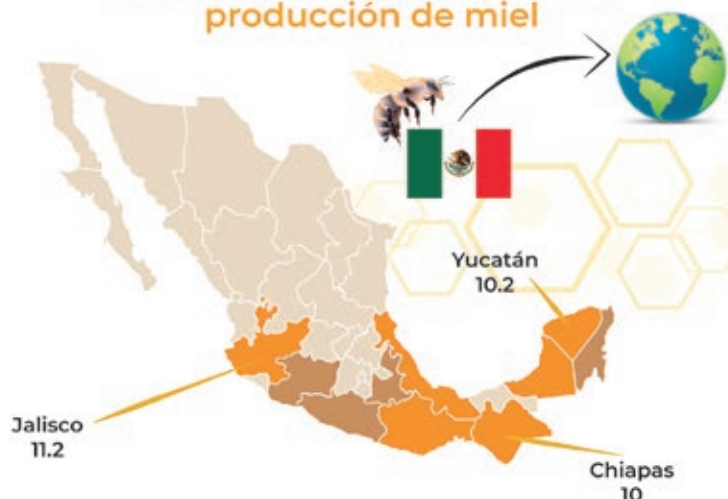 producción de miel
Yucatán
10.2
Jalisco
11.2
Chiapas
10